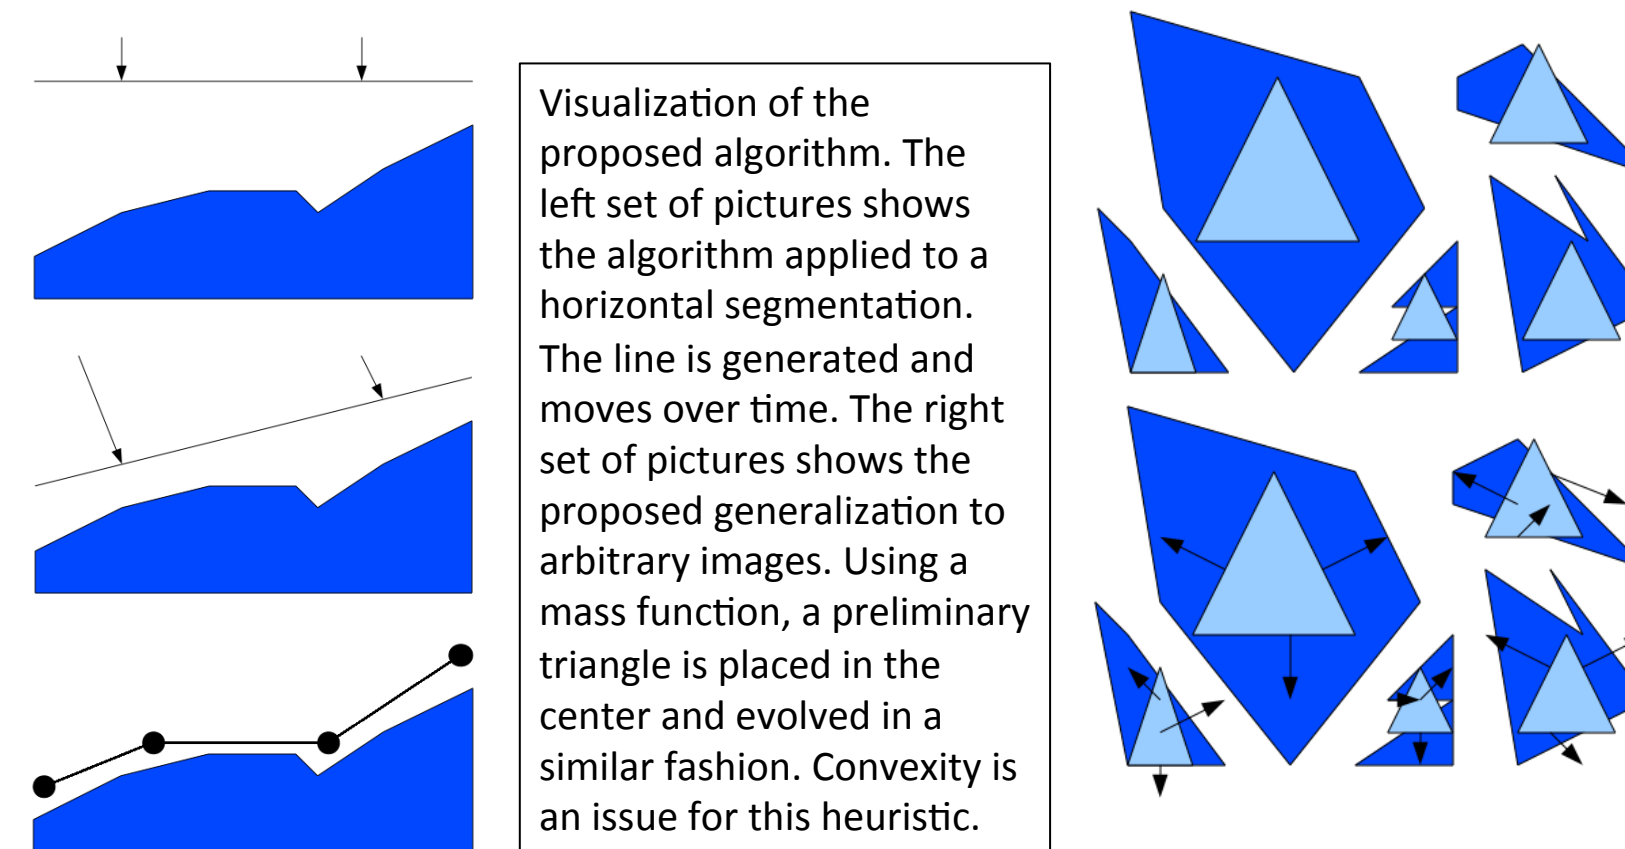 Visualization of the
proposed algorithm. The
left set of pictures shows
the algorithm applied to a
horizontal segmentation.
The line is generated and
moves over time. The right
set of pictures shows the
proposed generalization to
arbitrary images. Using a
mass function, a preliminary
triangle is placed in the
center and evolved in a
similar fashion. Convexity is
an issue for this heuristic.